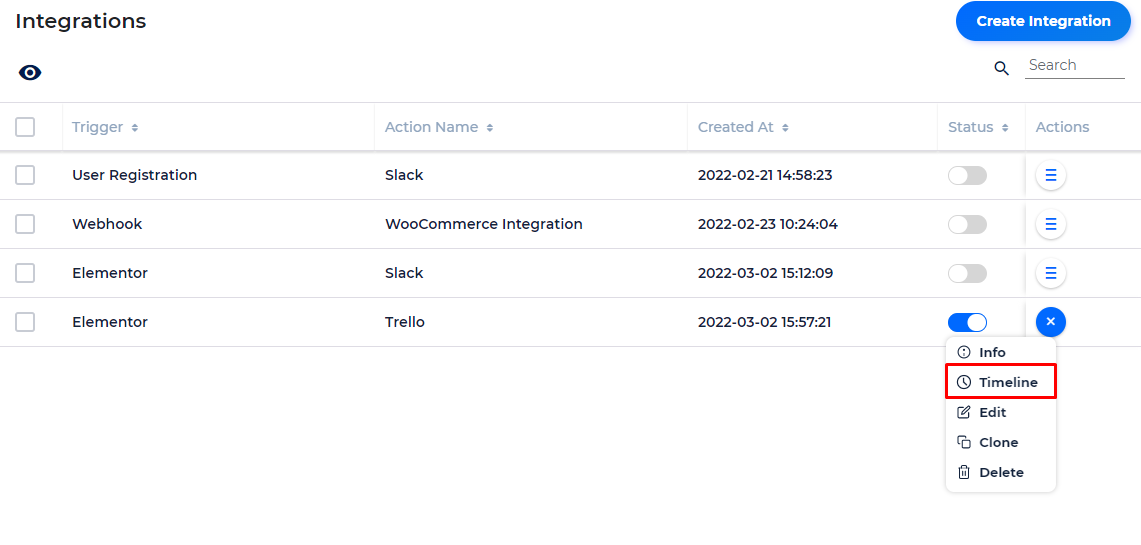 Integrations
Create Integration
Search
Trigger Action Name Created At Status Actions
User Registration Slack 2022-02-21 14:58:23
Webhook WooCommerce Integration 2022-02-23 10:24:04
Elementor Slack 2022-03-02 15:12:09
Elementor Trello 2022-03-02 15:57:21
Info
Timeline
Edit
Clone
Delete